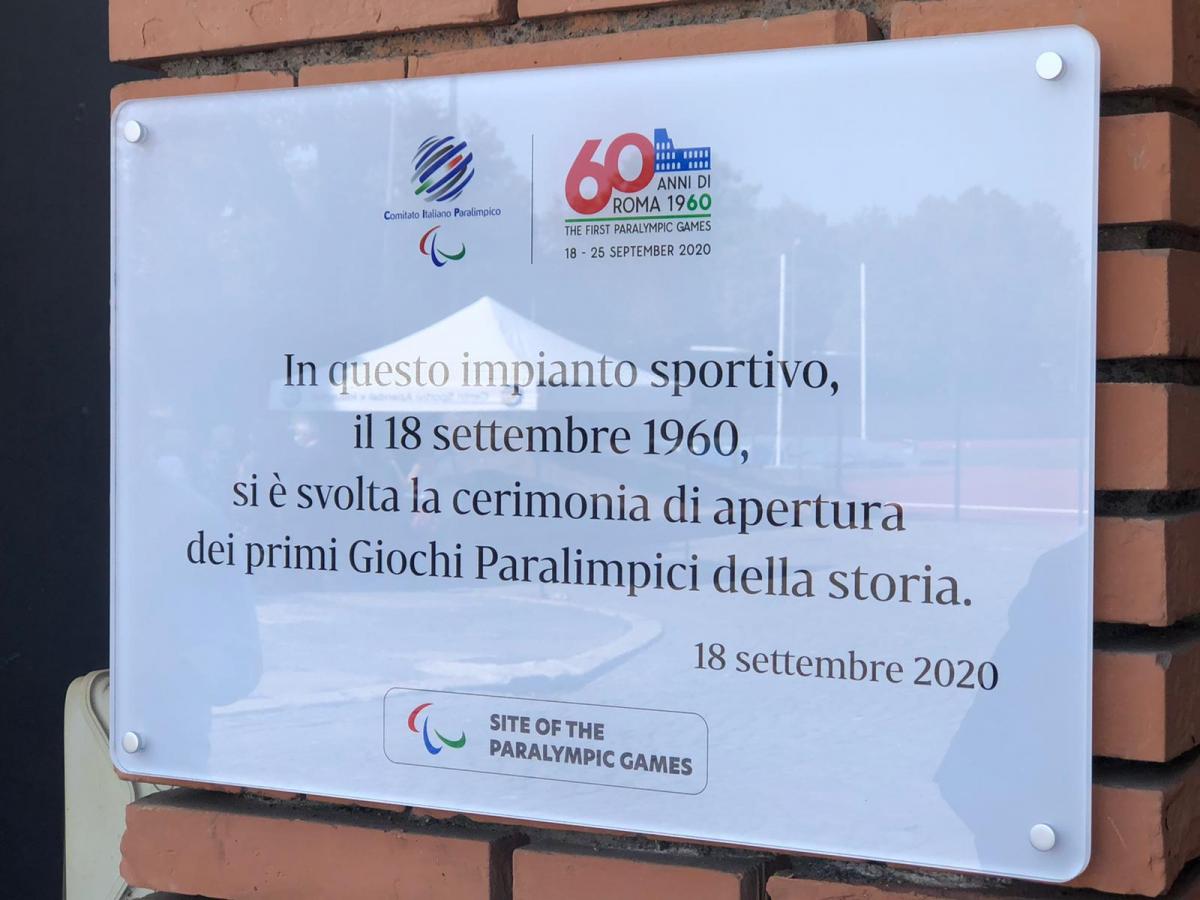 Comitato Italiano Paralimpico
60
ANNI DI
ROMA 1960
THE FIRST PARALYMPIC GAMES
18 - 25 SEPTEMBER 2020
In questo impianto sportivo,
il 18 settembre 1960,
si è svolta la cerimonia di apertura
dei primi Giochi Paralimpici della storia.
18 settembre 2020
SITE OF THE
PARALYMPIC GAMES